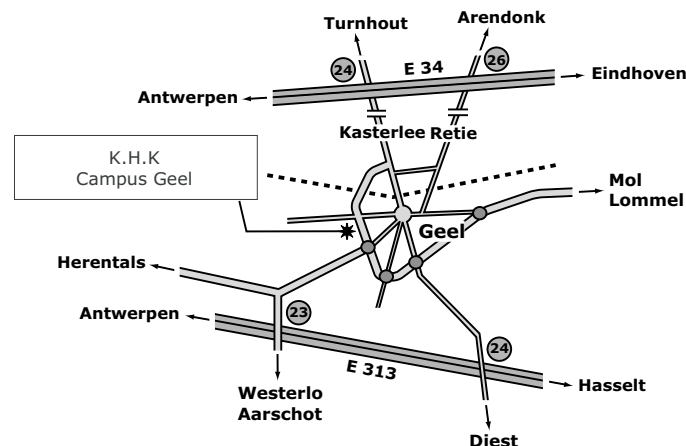 Turnhout
Arendonk
24
E 34
26
Eindhoven
Antwerpen
Kasterlee
Retie
K.H.K
Campus Geel
Mol
Lommel
Geel
Herentals
Antwerpen
23
24
E 313
Westerlo
Aarschot
Hasselt
Diest